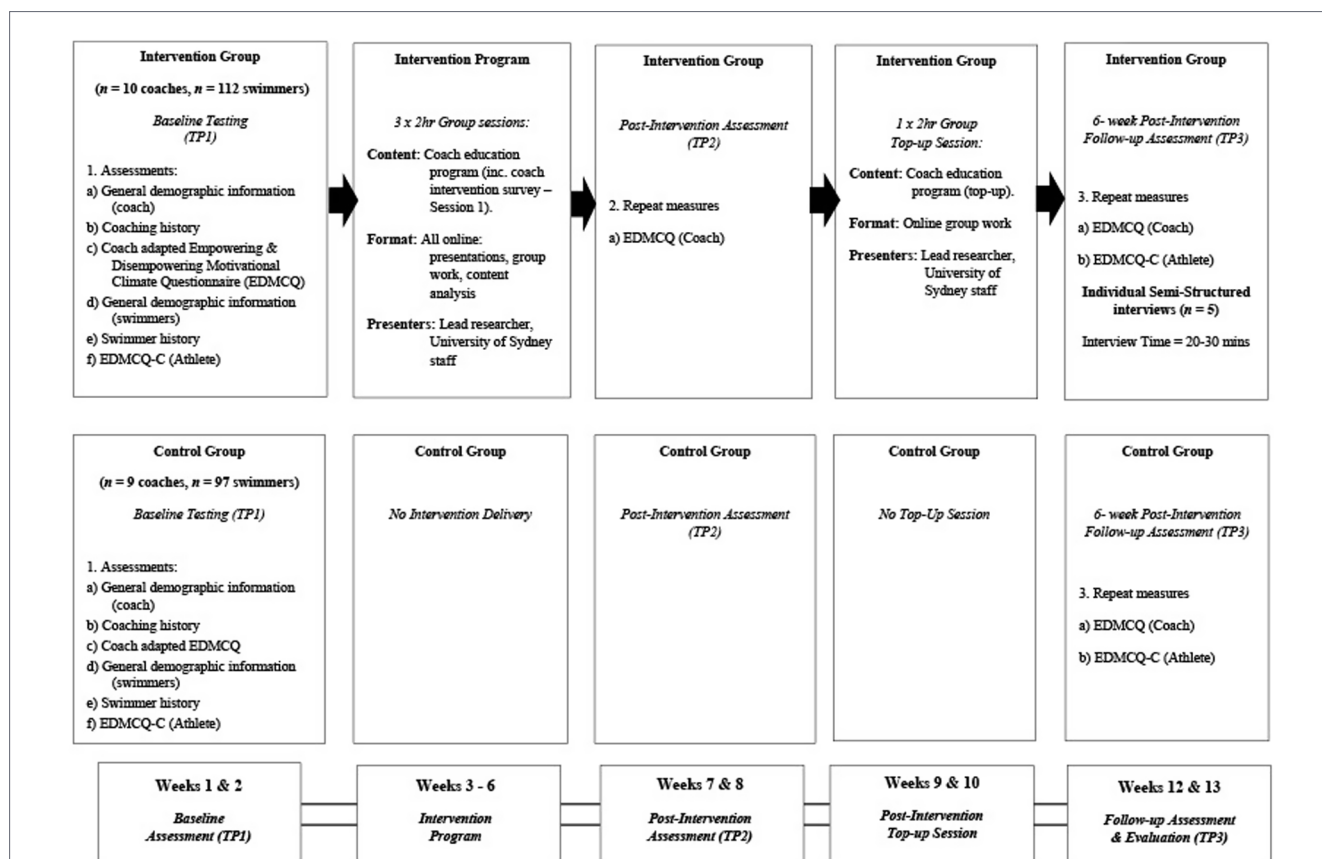 Intervention Group
(n = 10 coaches, n = 112 swimmers)
Baseline Testing
(TP1)
1. Assessments:
a) General demographic information
(coach)
b) Coaching history
c) Coach adapted Empowering &
Disempowering Motivational
Climate Questionnaire (EDMCQ)
d) General demographic information
(swimmers)
e) Swimmer history
f) EDMCQ-C (Athlete)
Intervention Program
3 x 2hr Group sessions:
Content: Coach education
program (inc. coach
intervention survey –
Session 1).
Format: All online:
presentations, group
work, content
analysis
Presenters: Lead researcher,
University of Sydney
staff
Intervention Group
Post-Intervention Assessment
(TP2)
2. Repeat measures
a) EDMCQ (Coach)
Intervention Group
1 x 2hr Group
Top-up Session:
Content: Coach education
program (top-up).
Format: Online group work
Presenters: Lead researcher,
University of
Sydney staff
Intervention Group
6- week Post-Intervention
Follow-up Assessment (TP3)
3. Repeat measures
a) EDMCQ (Coach)
b) EDMCQ-C (Athlete)
Individual Semi-Structured
interviews (n = 5)
Interview Time = 20-30 mins
Control Group
(n = 9 coaches, n = 97 swimmers)
Baseline Testing (TP1)
1. Assessments:
a) General demographic information
(coach)
b) Coaching history
c) Coach adapted EDMCQ
d) General demographic information
(swimmers)
e) Swimmer history
f) EDMCQ-C (Athlete)
Control Group
No Intervention Delivery
Control Group
Post-Intervention Assessment
(TP2)
Control Group
No Top-Up Session
Control Group
6- week Post-Intervention
Follow-up Assessment (TP3)
3. Repeat measures
a) EDMCQ (Coach)
b) EDMCQ-C (Athlete)
Weeks 1 & 2
Baseline
Assessment (TP1)
Weeks 3 - 6
Intervention
Program
Weeks 7 & 8
Post-Intervention
Assessment (TP2)
Weeks 9 & 10
Post-Intervention
Top-up Session
Weeks 12 & 13
Follow-up Assessment
& Evaluation (TP3)